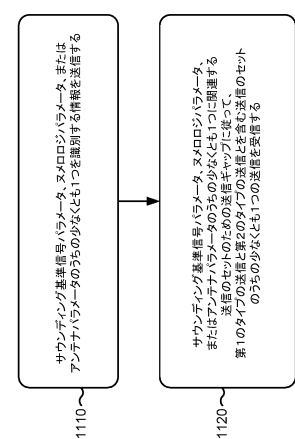 サウンディング基準信号パラメータ、ヌメロロジパラメータ、または
アンテナパラメータのうちの少なくとも1つを識別する情報を送信する
1110
サウンディング基準信号パラメータ、ヌメロロジパラメータ、
またはアンテナパラメータのうちの少なくとも1つに関連する
送信のセットのための送信ギャップに従って、
第1のタイプの送信と第2のタイプの送信とを含む送信のセット
のうちの少なくとも1つの送信を受信する
1120